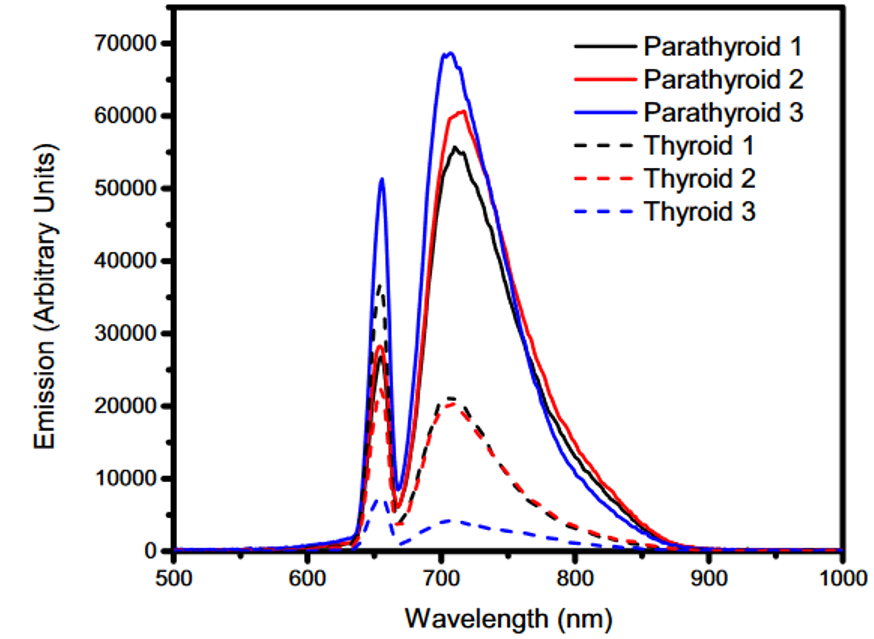 70000
60000
50000
40000
30000
20000
10000
0
Emission (Arbitrary Units)
Parathyroid 1
Parathyroid 2
Parathyroid 3
Thyroid 1
Thyroid 2
Thyroid 3
500 600 700 800 900 1000
Wavelength (nm)